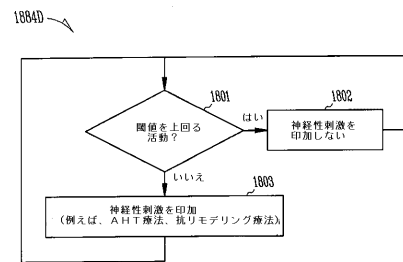 1884D
1801
閾値を上回る
活動？
はい
1802
神経性刺激を
印加しない
いいえ
1803
神経性刺激を印加
(例えば、AHT療法、抗リモデリング療法)